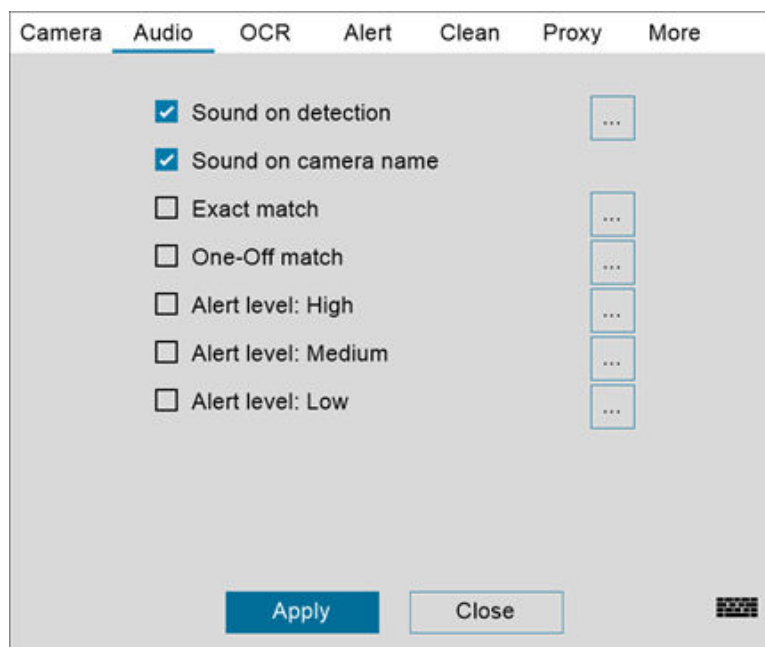 Camera Audio OCR Alert Clean Proxy More
Sound on detection ...
Sound on camera name
Exact match ...
One-Off match ...
Alert level: High ...
Alert level: Medium ...
Alert level: Low ...
Apply Close